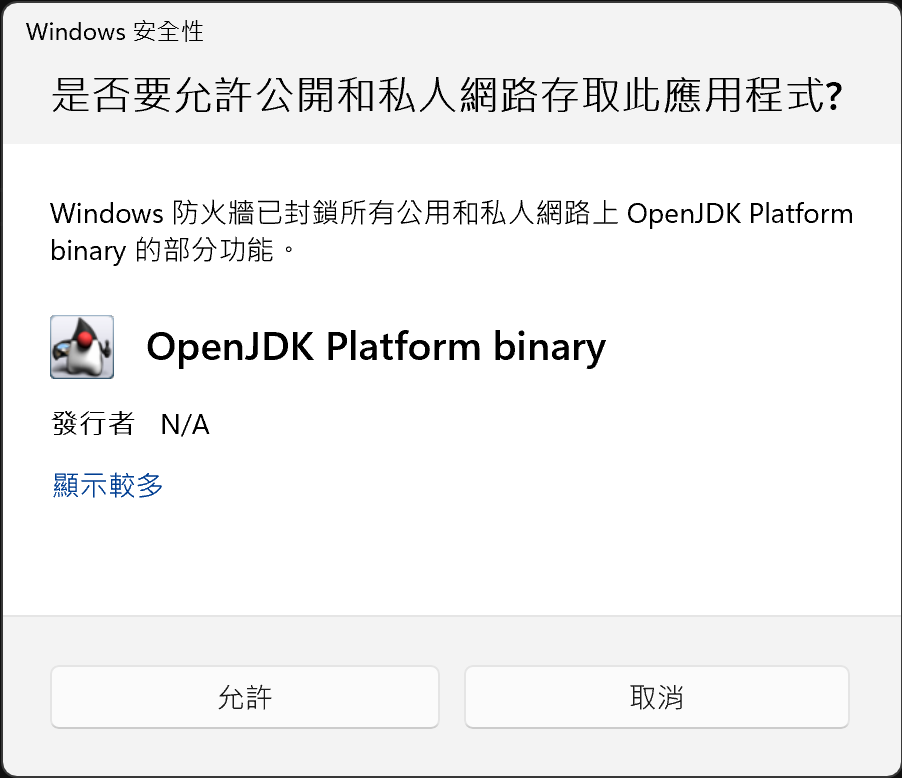 Windows 安全性
是否要允許公開和私人網路存取此應用程式?
Windows 防火牆已封鎖所有公用和私人網路上 OpenJDK Platform
binary 的部分功能。
OpenJDK Platform binary
發行者 N/A
顯示較多
允許
取消